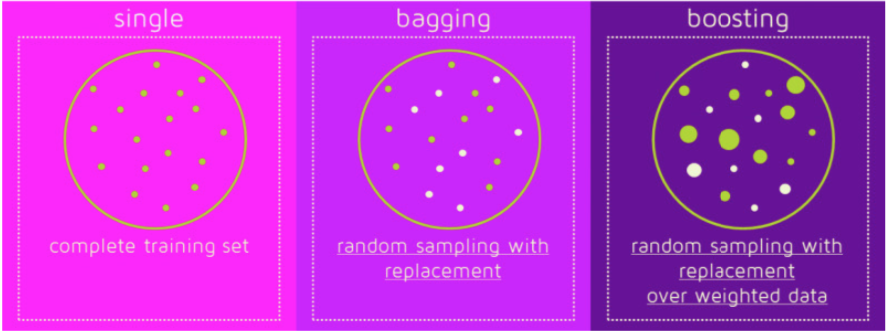 single
complete training set
bagging
random sampling with
replacement
boosting
random sampling with
replacement
over weighted data